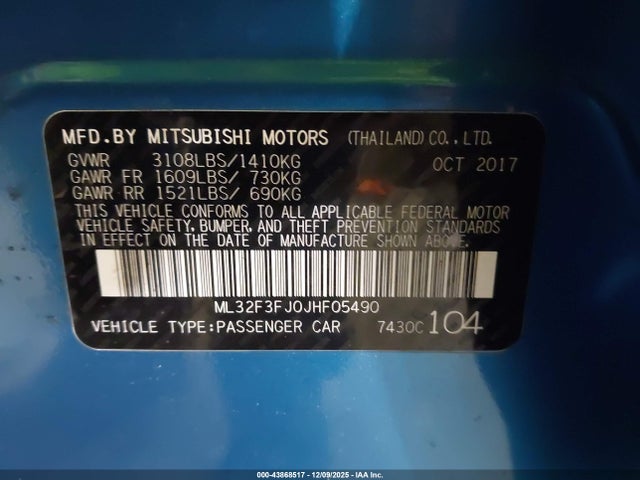 MFD.BY MITSUBISHI MOTORS (THAILAND)CO.,LTD.
GVWR 3108LBS/1410KG OCT 2017
GAWR FR 1609LBS/ 730KG
GAWR RR 1521LBS/ 690KG
THIS VEHICLE CONFORMS TO ALL APPLICABLE FEDERAL MOTOR
VEHICLE SAFETY, BUMPER, AND THEFT PREVENTION STANDARDS
IN EFFECT ON THE DATE OF MANUFACTURE SHOWN ABOVE.
ML32F3FJ0JHF05490
VEHICLE TYPE:PASSENGER CAR 7430C 104
000-43868517 - 12/09/2025 - IAA Inc.